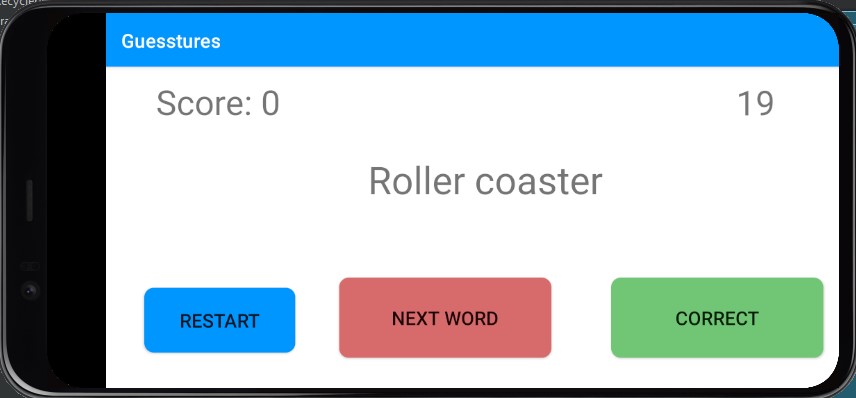 Guesstures
Score: 0
19
Roller coaster
RESTART
NEXT WORD
CORRECT